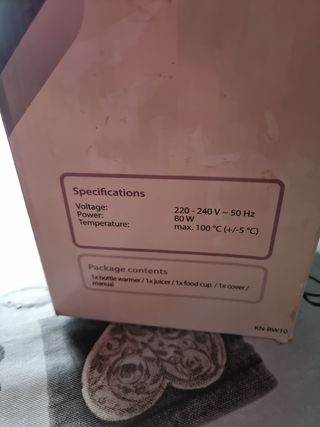 Specifications
Voltage: 220 - 240 V ~ 50 Hz
Power: 80 W
Temperature: max. 100 °C (+/-5 °C)
Package contents
1x bottle warmer / 1x juicer / 1x food cup / 1x cover /
manual
KN-BW10